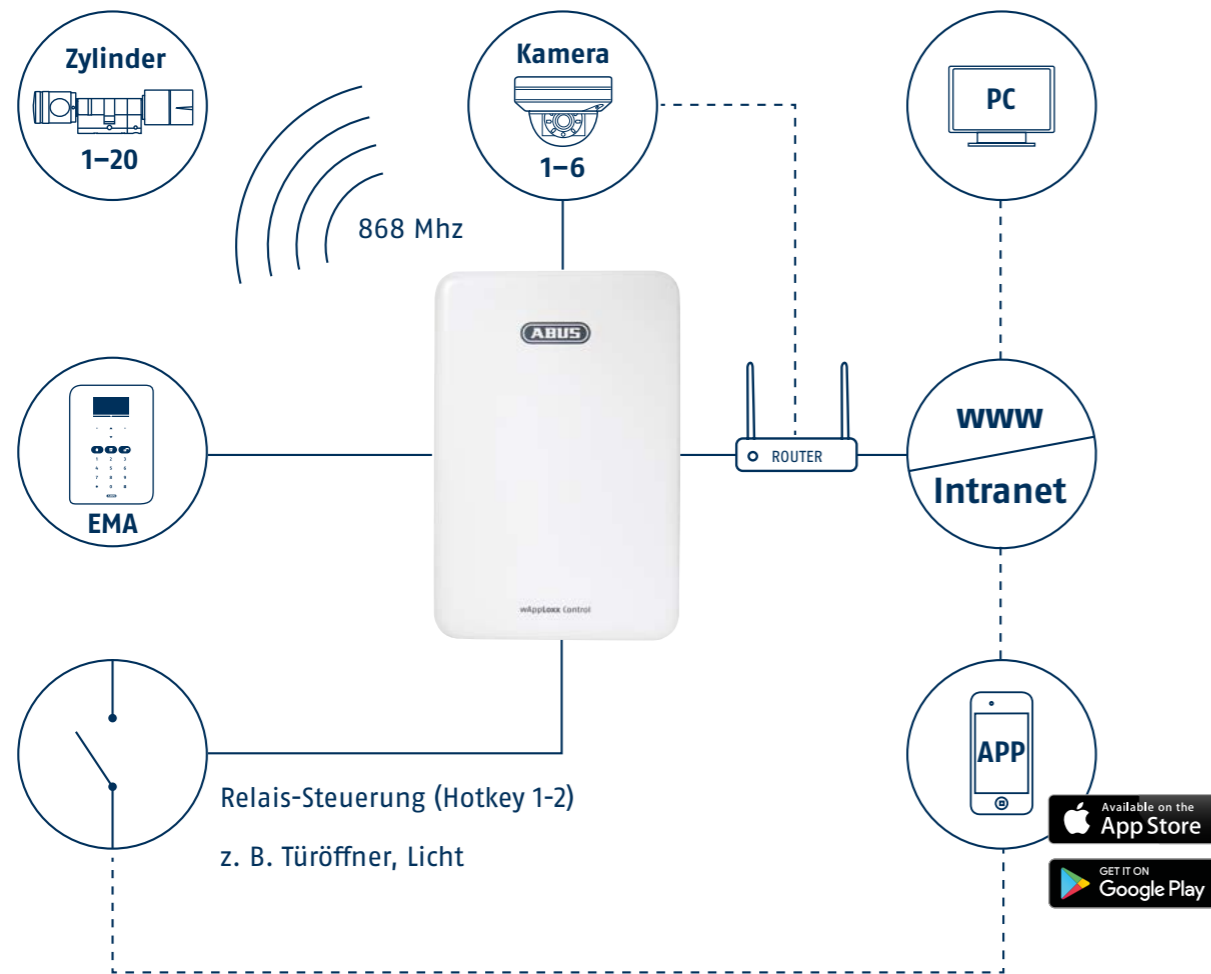 Zylinder
1–20
868 Mhz
Kamera
1–6
PC
ABUS
wAppLoxx Control
EMA
ROUTER
www
Intranet
Relais-Steuerung (Hotkey 1-2)
z. B. Türöffner, Licht
APP
Available on the
App Store
GET IT ON
Google Play